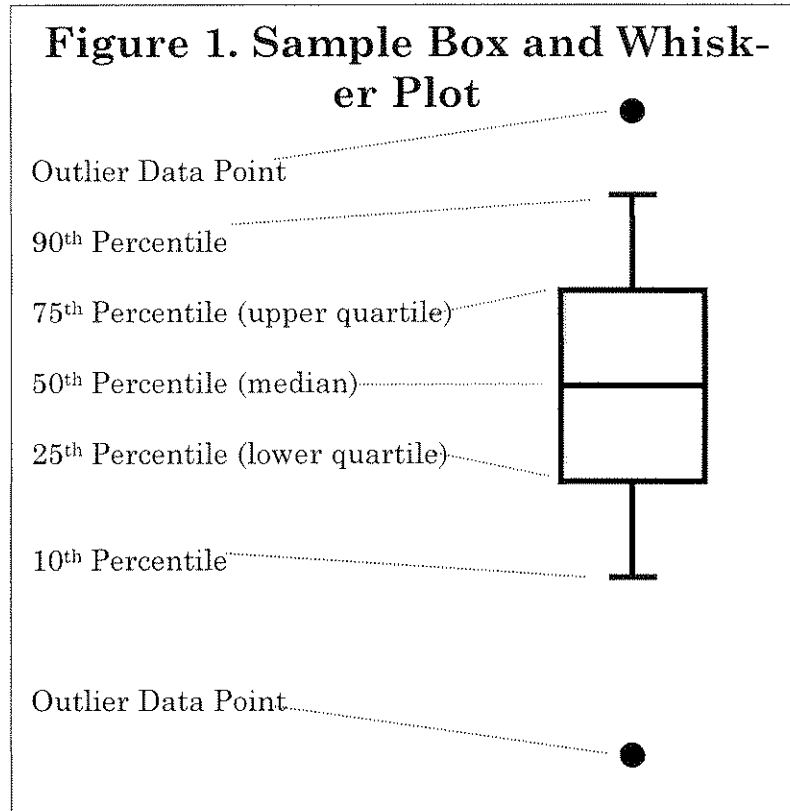 Figure 1. Sample Box and Whisk-
er Plot
Outlier Data Point
90th Percentile
75th Percentile (upper quartile)
50th Percentile (median)
25th Percentile (lower quartile)
10th Percentile
Outlier Data Point